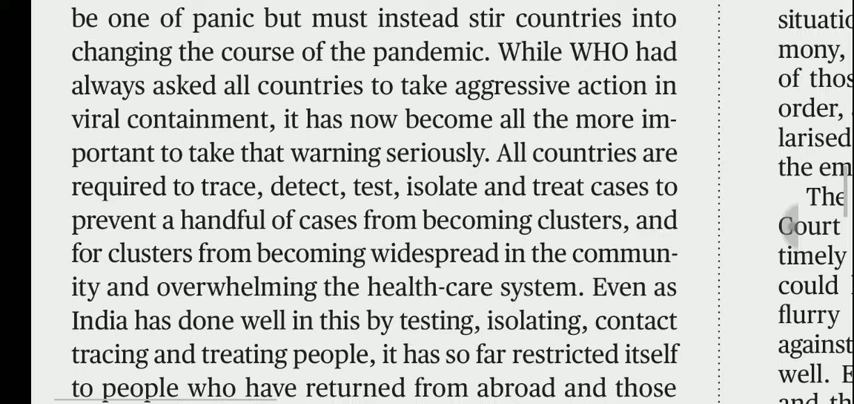 be one of panic but must instead stir countries into
changing the course of the pandemic. While WHO had
always asked all countries to take aggressive action in
viral containment, it has now become all the more im-
portant to take that warning seriously. All countries are
required to trace, detect, test, isolate and treat cases to
prevent a handful of cases from becoming clusters, and
for clusters from becoming widespread in the commun-
ity and overwhelming the health-care system. Even as
India has done well in this by testing, isolating, contact
tracing and treating people, it has so far restricted itself
to people who have returned from abroad and those
mony,
of
order,
the
The
Court
timely
could
flurry
against
well.